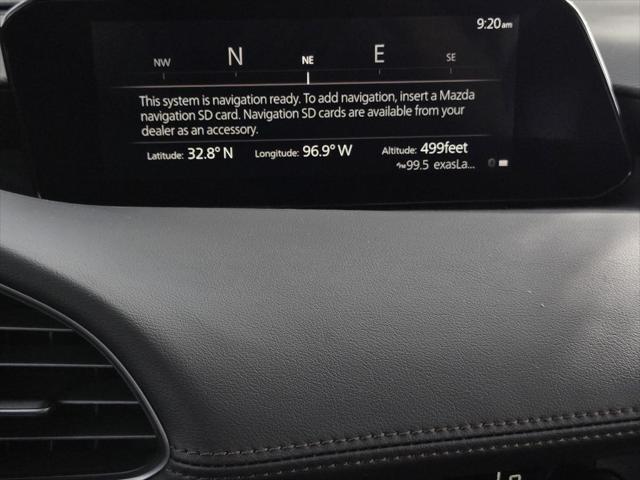 9:20am
NW N NE E SE
This system is navigation ready. To add navigation, insert a Mazda
navigation SD card. Navigation SD cards are available from your
dealer as an accessory.
Latitude: 32.8° N Longitude: 96.9° W Altitude: 499feet
99.5 exasLa...